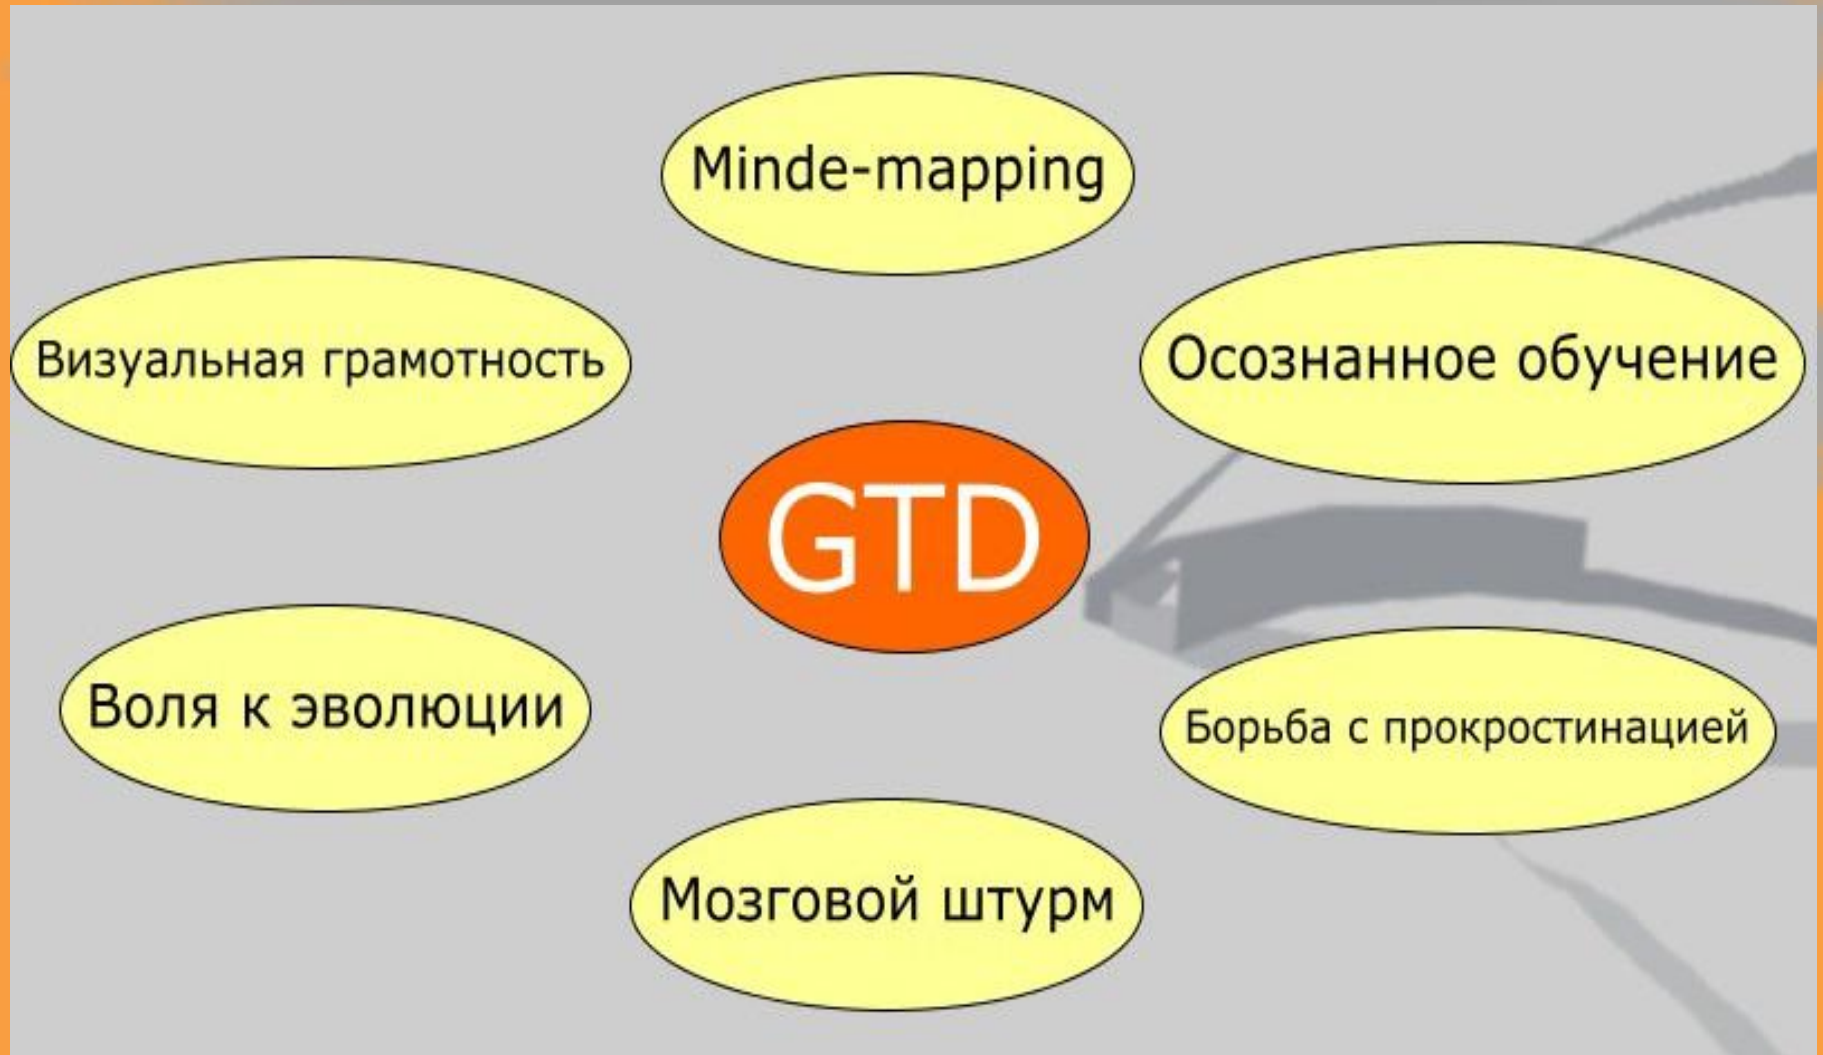 Minde-mapping
Визуальная грамотность
Осознанное обучение
GTD
Воля к эволюции
Борьба с прокростинацией
Мозговой штурм